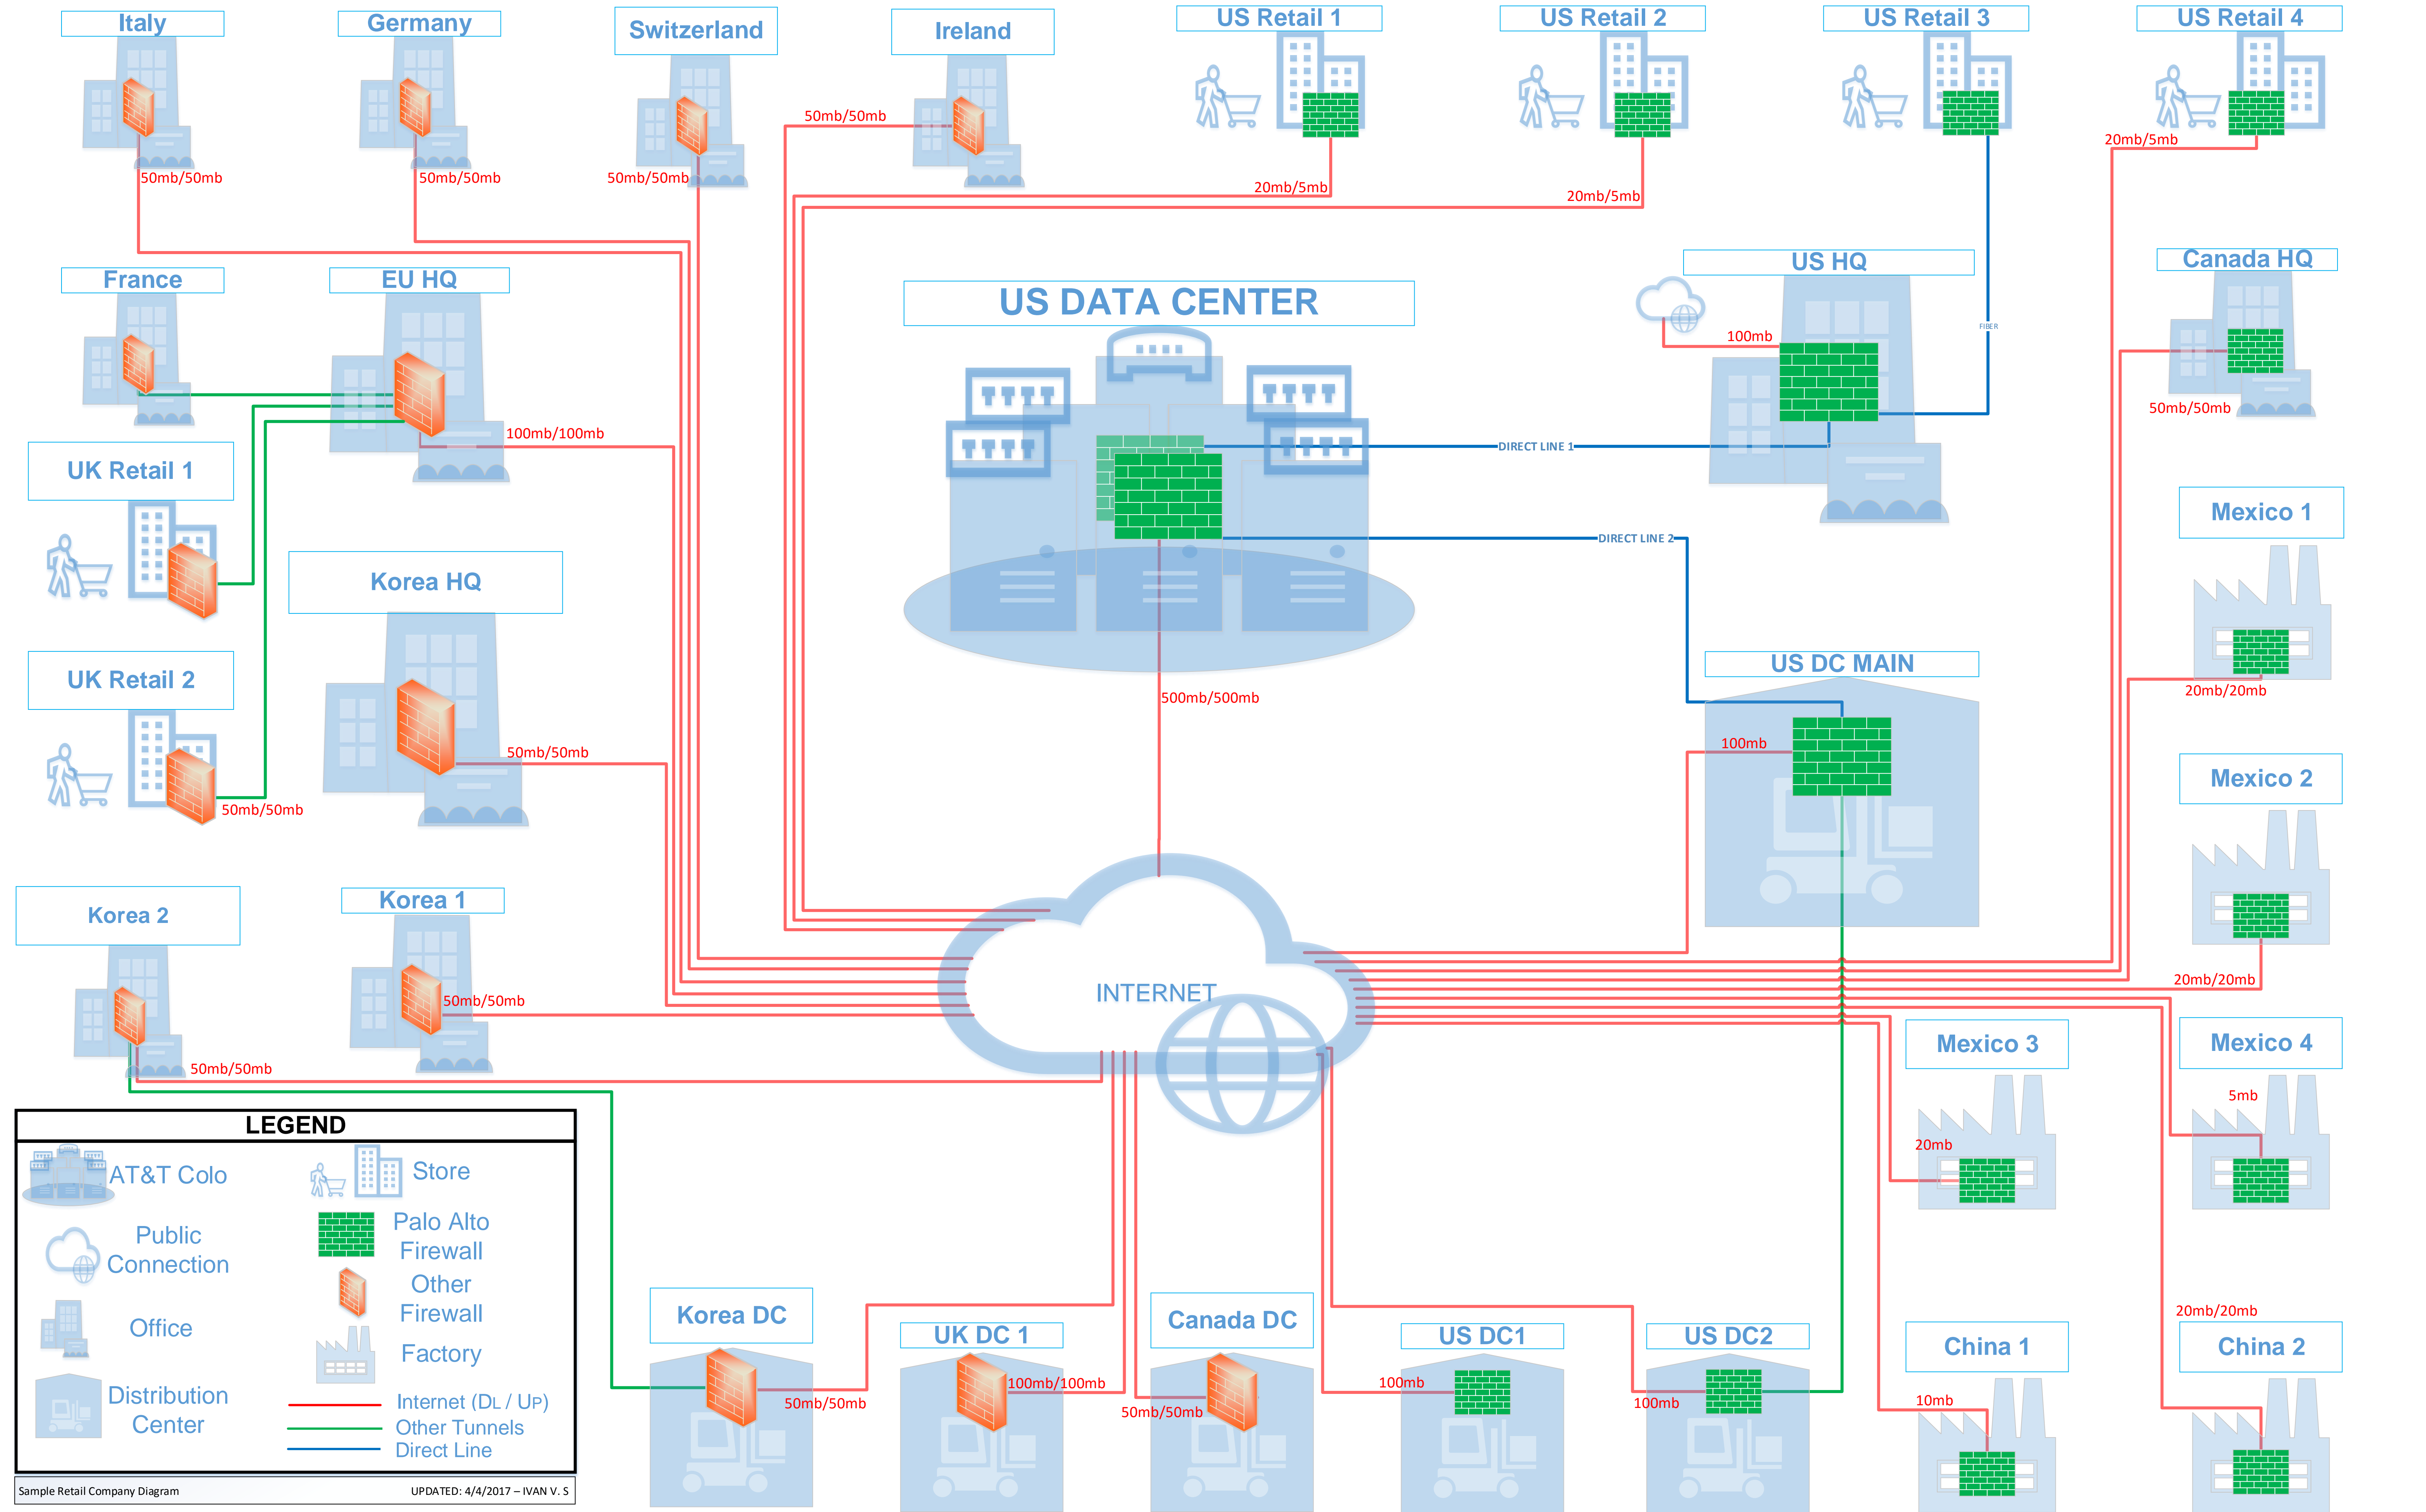 Italy
Germany
Switzerland
Ireland
US Retail 1
US Retail 2
US Retail 3
US Retail 4
50mb/50mb
20mb/5mb
50mb/50mb
50mb/50mb
50mb/50mb
20mb/5mb
20mb/5mb
France
EU HQ
US DATA CENTER
US HQ
Canada HQ
FIBER
100mb
50mb/50mb
100mb/100mb
DIRECT LINE 1
UK Retail 1
Mexico 1
DIRECT LINE 2
Korea HQ
UK Retail 2
US DC MAIN
20mb/20mb
500mb/500mb
50mb/50mb
100mb
Mexico 2
50mb/50mb
Korea 2
Korea 1
20mb/20mb
INTERNET
50mb/50mb
Mexico 3
Mexico 4
50mb/50mb
5mb
20mb
LEGEND
AT&T Colo
Store
Public
Connection
Palo Alto
Firewall
Other
Firewall
Office
Factory
Distribution
Center
Internet (DL / UP)
Other Tunnels
Direct Line
Sample Retail Company Diagram
UPDATED: 4/4/2017 – IVAN V. S
Korea DC
UK DC 1
Canada DC
US DC1
US DC2
China 1
20mb/20mb
China 2
50mb/50mb
100mb/100mb
50mb/50mb
100mb
100mb
10mb